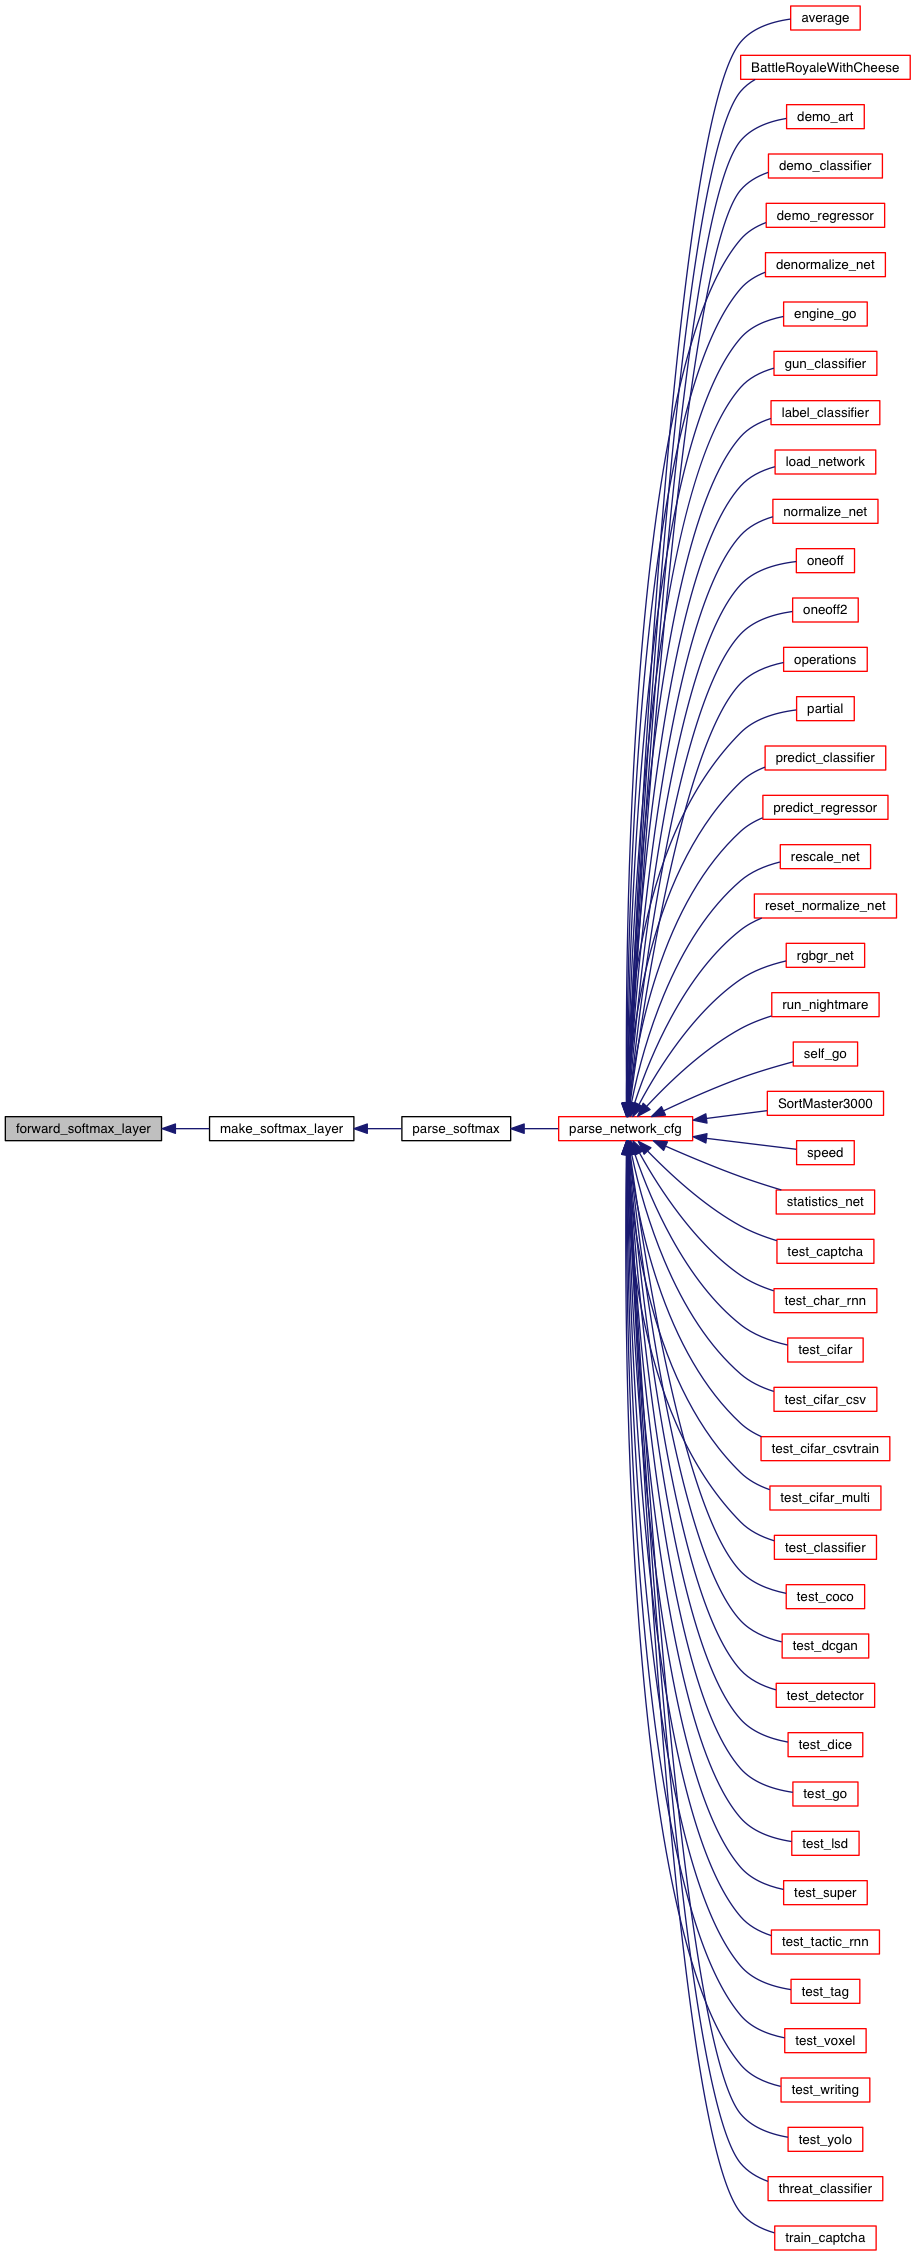 average
BattleRoyaleWithCheese
demo_art
demo_classifier
demo_regressor
denormalize_net
engine_go
gun_classifier
label_classifier
load_network
normalize_net
oneoff
oneoff2
operations
partial
predict_classifier
predict_regressor
rescale_net
reset_normalize_net
rgbgr_net
run_nightmare
self_go
SortMaster3000
forward_softmax_layer make_softmax_layer parse_softmax parse_network_cfg
speed
statistics_net
test_captcha
test_char_rnn
test_cifar
test_cifar_csv
test_cifar_csvtrain
test_cifar_multi
test_classifier
test_coco
test_dcgan
test_detector
test_dice
test_go
test_lsd
test_super
test_tactic_rnn
test_tag
test_voxel
test_writing
test_yolo
threat_classifier
train_captcha